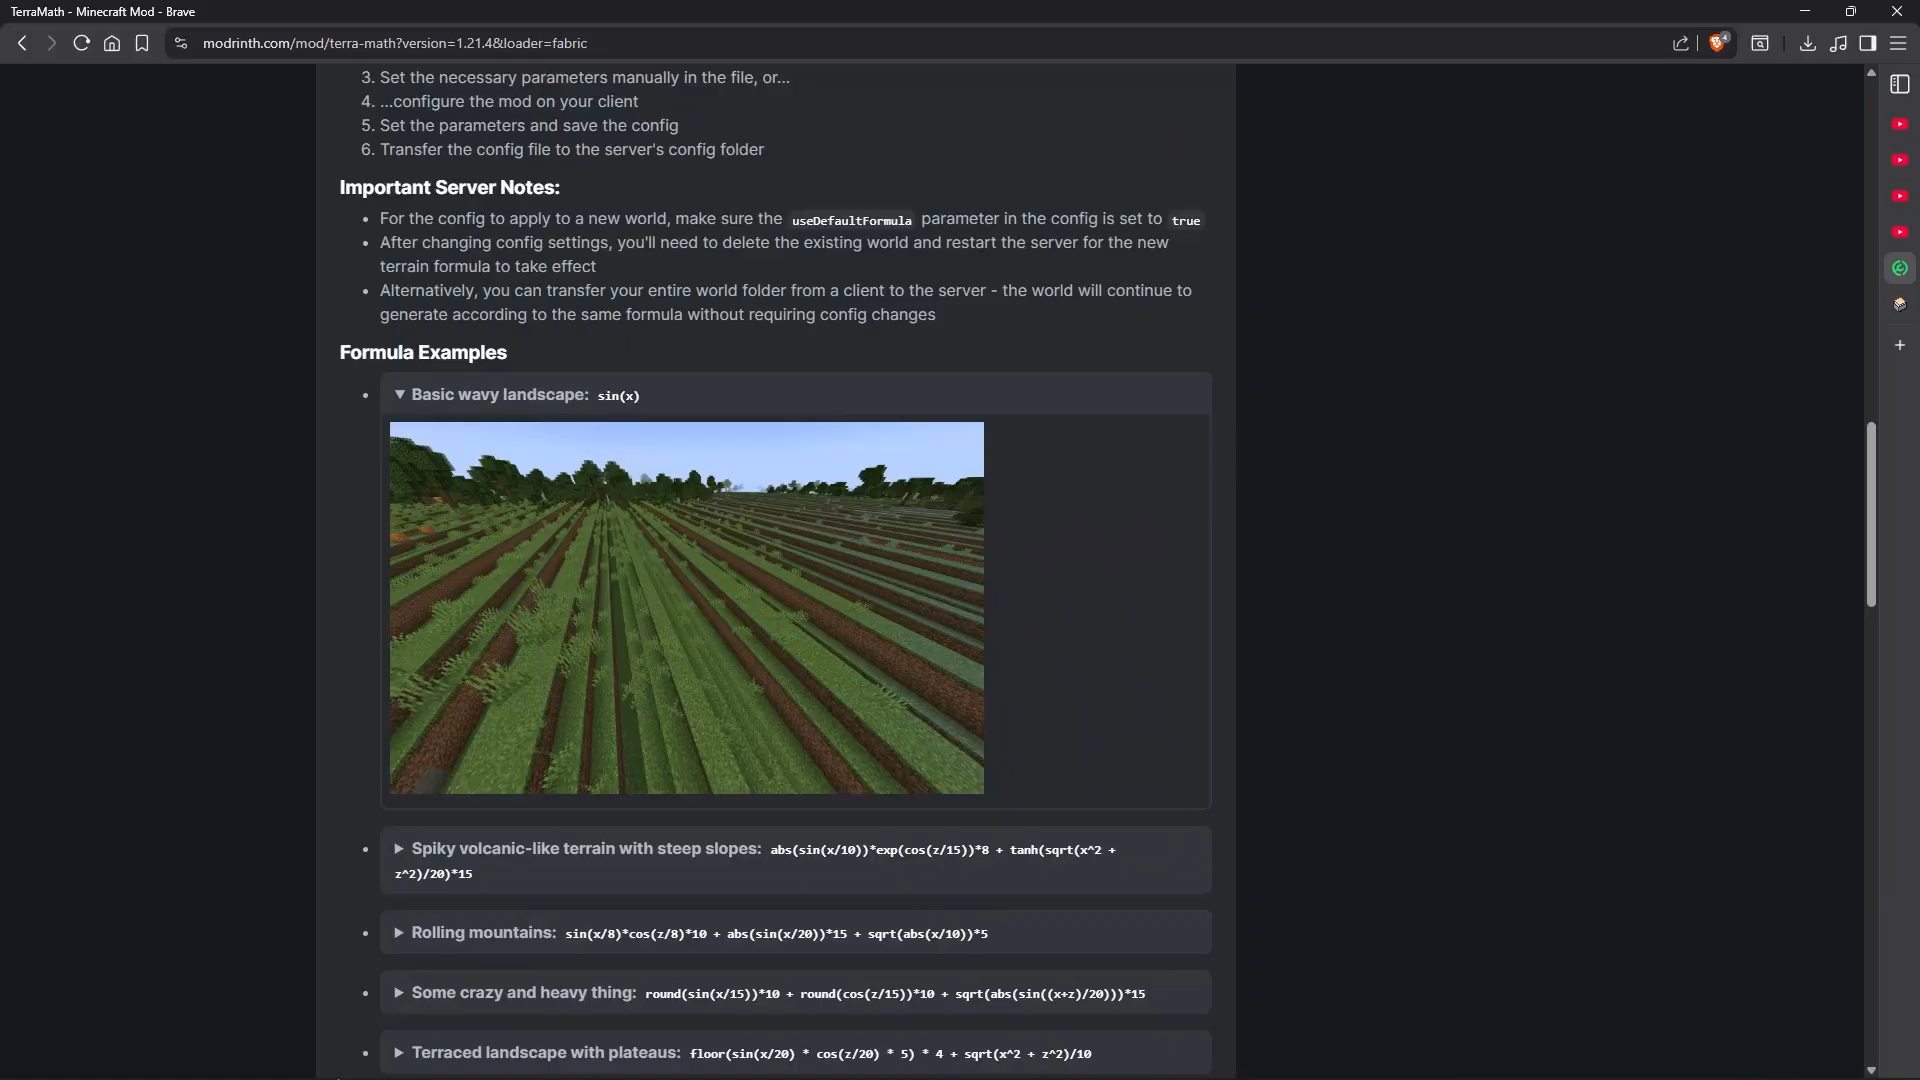 TerraMath - Minecraft Mod - Brave
modrinth.com/mod/terra-math?version=1.21.4&loader=fabric
4
3. Set the necessary parameters manually in the file, or...
4. ...configure the mod on your client
5. Set the parameters and save the config
6. Transfer the config file to the server's config folder
Important Server Notes:
• For the config to apply to a new world, make sure the useDefaultFormula parameter in the config is set to true
• After changing config settings, you'll need to delete the existing world and restart the server for the new
terrain formula to take effect
• Alternatively, you can transfer your entire world folder from a client to the server - the world will continue to
generate according to the same formula without requiring config changes
Formula Examples
• ▼ Basic wavy landscape: sin(x)
• ▶ Spiky volcanic-like terrain with steep slopes: abs(sin(x/10))*exp(cos(z/15))*8 + tanh(sqrt(x^2 +
z^2)/20)*15
• ▶ Rolling mountains: sin(x/8)*cos(z/8)*10 + abs(sin(x/20))*15 + sqrt(abs(x/10))*5
• ▶ Some crazy and heavy thing: round(sin(x/15))*10 + round(cos(z/15))*10 + sqrt(abs(sin((x+z)/20)))*15
• ▶ Terraced landscape with plateaus: floor(sin(x/20) * cos(z/20) * 5) * 4 + sqrt(x^2 + z^2)/10